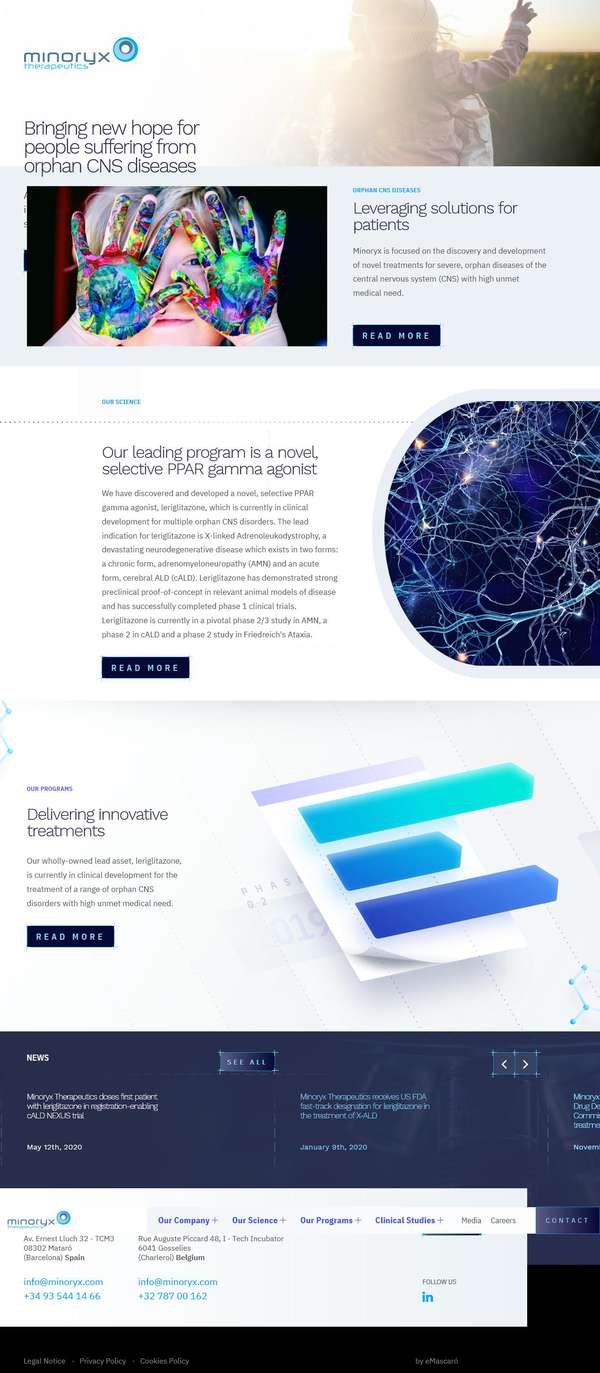 minoryx
therapeutics
Bringing new hope for
people suffering from
orphan CNS diseases
ORPHAN CNS DISEASES
Leveraging solutions for
patients
Minoryx is focused on the discovery and development
of novel treatments for severe, orphan diseases of the
central nervous system (CNS) with high unmet
medical need.
READ MORE
OUR SCIENCE
Our leading program is a novel,
selective PPAR gamma agonist
We have discovered and developed a novel, selective PPAR
gamma agonist, leriglitazone, which is currently in clinical
development for multiple orphan CNS disorders. The lead
indication for leriglitazone is X-linked Adrenoleukodystrophy, a
devastating neurodegenerative disease which exists in two forms:
a chronic form, adrenomyeloneuropathy (AMN) and an acute
form, cerebral ALD (cALD). Leriglitazone has demonstrated strong
preclinical proof-of-concept in relevant animal models of disease
and has successfully completed phase 1 clinical trials.
Leriglitazone is currently in a pivotal phase 2/3 study in AMN, a
phase 2 in cALD and a phase 2 study in Friedreich's Ataxia.
READ MORE
OUR PROGRAMS
Delivering innovative
treatments
Our wholly-owned lead asset, leriglitazone,
is currently in clinical development for the
treatment of a range of orphan CNS
disorders with high unmet medical need.
READ MORE
PHAS
0.2
019
NEWS
SEE ALL
Minoryx Therapeutics doses first patient
with leriglitazone in registration-enabling
cALD NEXUS trial
May 12th, 2020
Minoryx Therapeutics receives US FDA
fast-track designation for leriglitazone in
the treatment of X-ALD
January 9th, 2020
Minoryx
Drug De
Commi
treatme
Novem
minoryx
therapeutics
Our Company +
Our Science +
Our Programs +
Clinical Studies +
Media
Careers
CONTACT
Av. Ernest Lluch 32 - TCM3
08302 Mataró
(Barcelona) Spain
info@minoryx.com
+34 93 544 14 66
Rue Auguste Piccard 48, I - Tech Incubator
6041 Gosselies
(Charleroi) Belgium
info@minoryx.com
+32 787 00 162
FOLLOW US
in
Legal Notice - Privacy Policy - Cookies Policy
by eMascaró